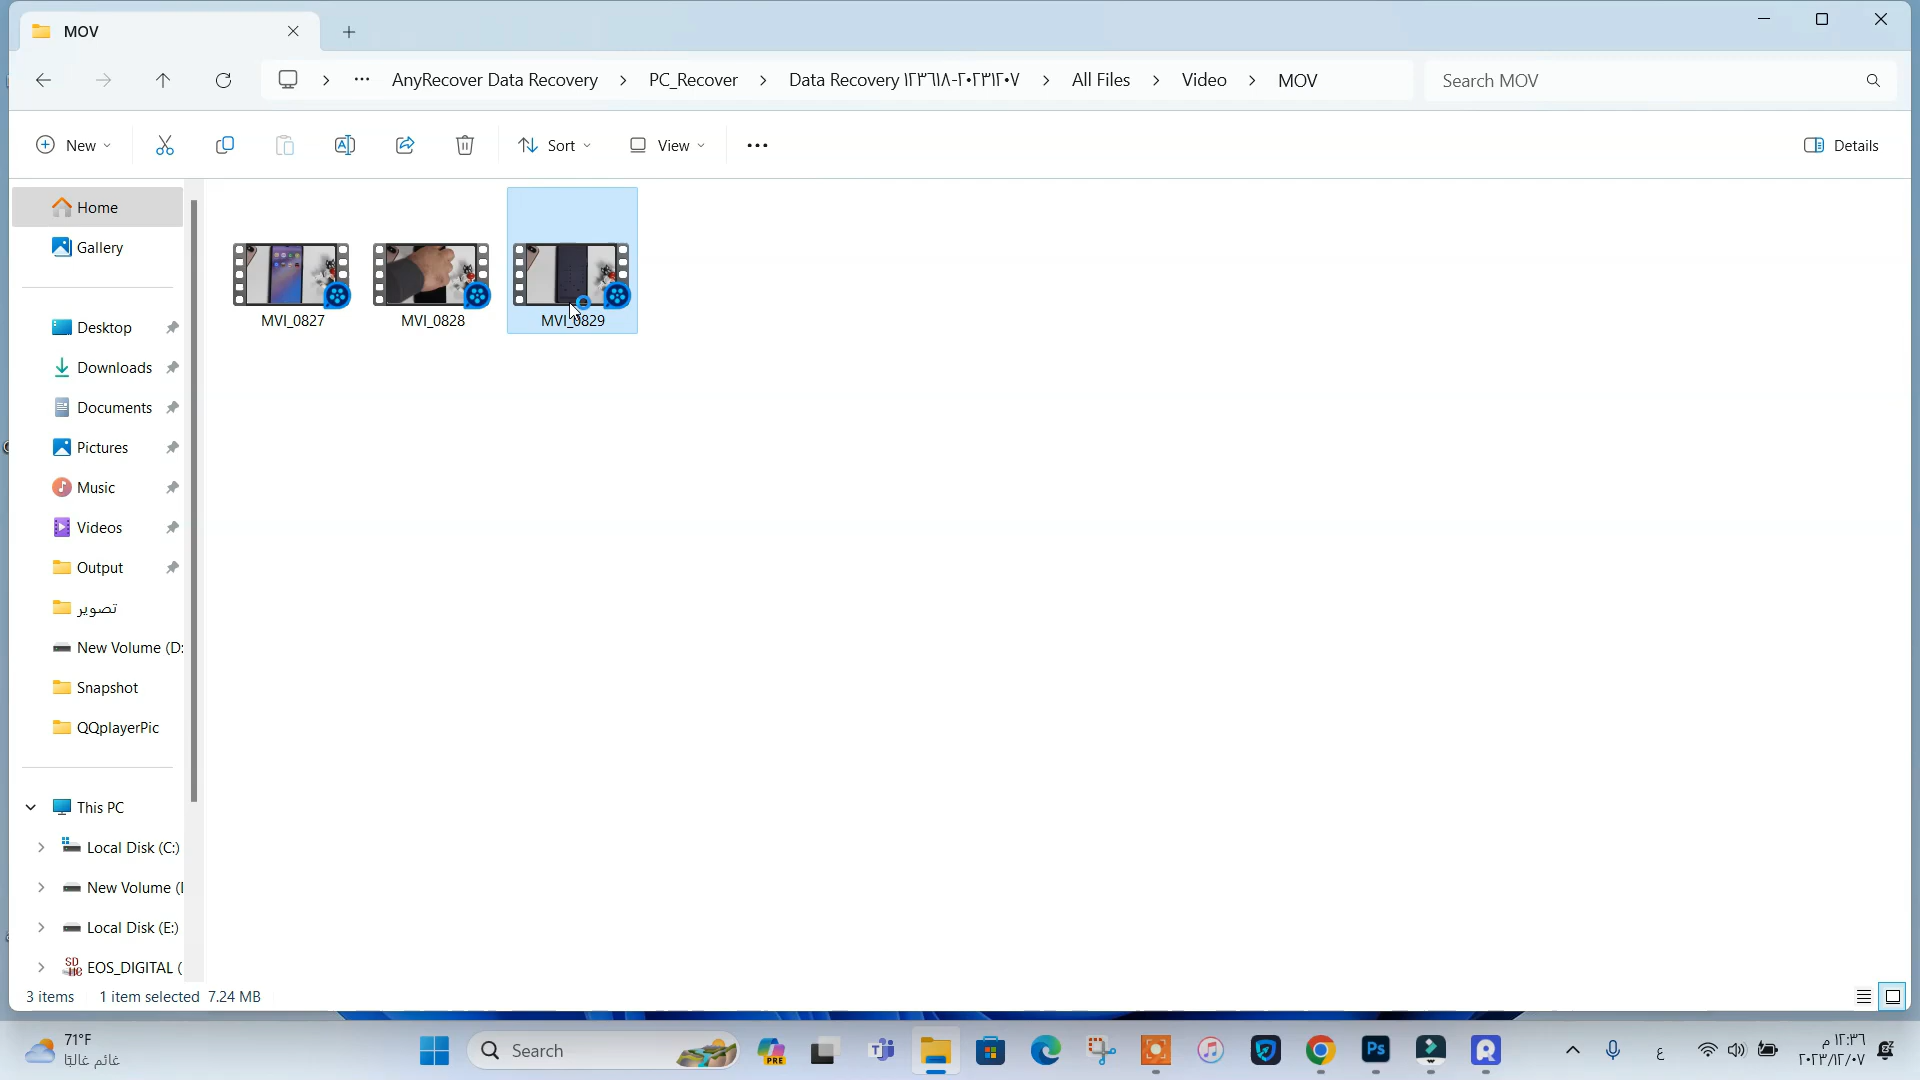 MOV
AnyRecover Data Recovery
PC_Recover
Data Recovery ٢٠٢٣١٢٠٧-١٢٣٦١٨
All Files
Video
MOV
Search MOV
New
Sort
View
Details
Home
Gallery
Desktop
Downloads
Documents
Pictures
Music
Videos
Output
تصوير
New Volume (D:
Snapshot
QQplayerPic
This PC
Local Disk (C:)
New Volume (
Local Disk (E:)
EOS_DIGITAL (
MVI_0827
MVI_0828
MVI_0829
3 items
1 item selected 7.24 MB
71°F
غائم غالبًا
Search
PRE
Ps
ع
١٢:٣٦ م
٢٠٢٣/١٢/٠٧